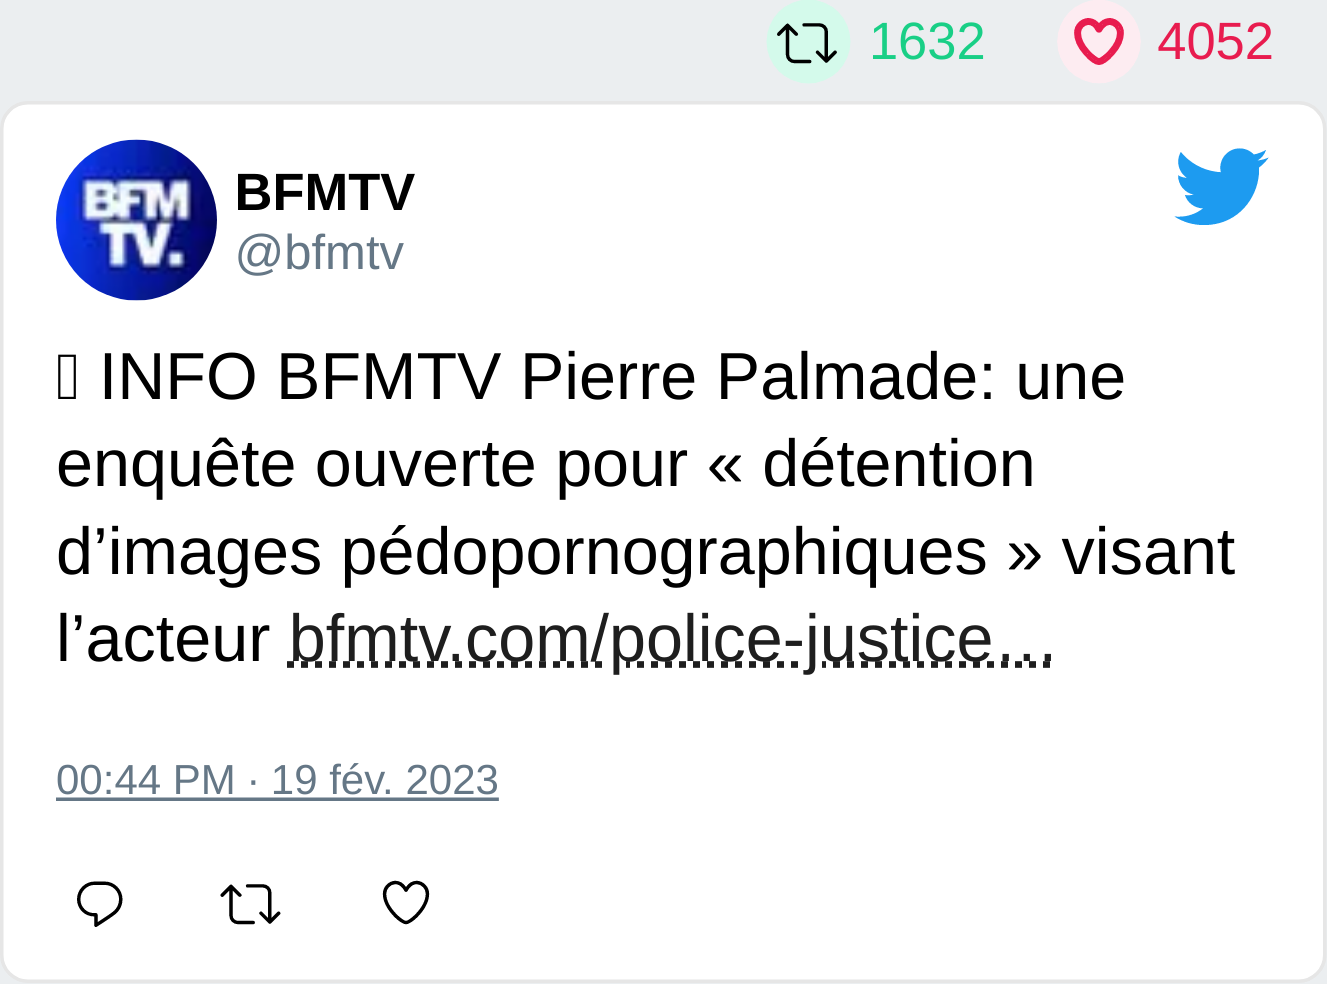 1632 4052
BFM
TV.
BFMTV
@bfmtv
INFO BFMTV Pierre Palmade: une
enquête ouverte pour « détention
d’images pédopornographiques » visant
l’acteur bfmtv.com/police-justice…
00:44 PM · 19 fév. 2023